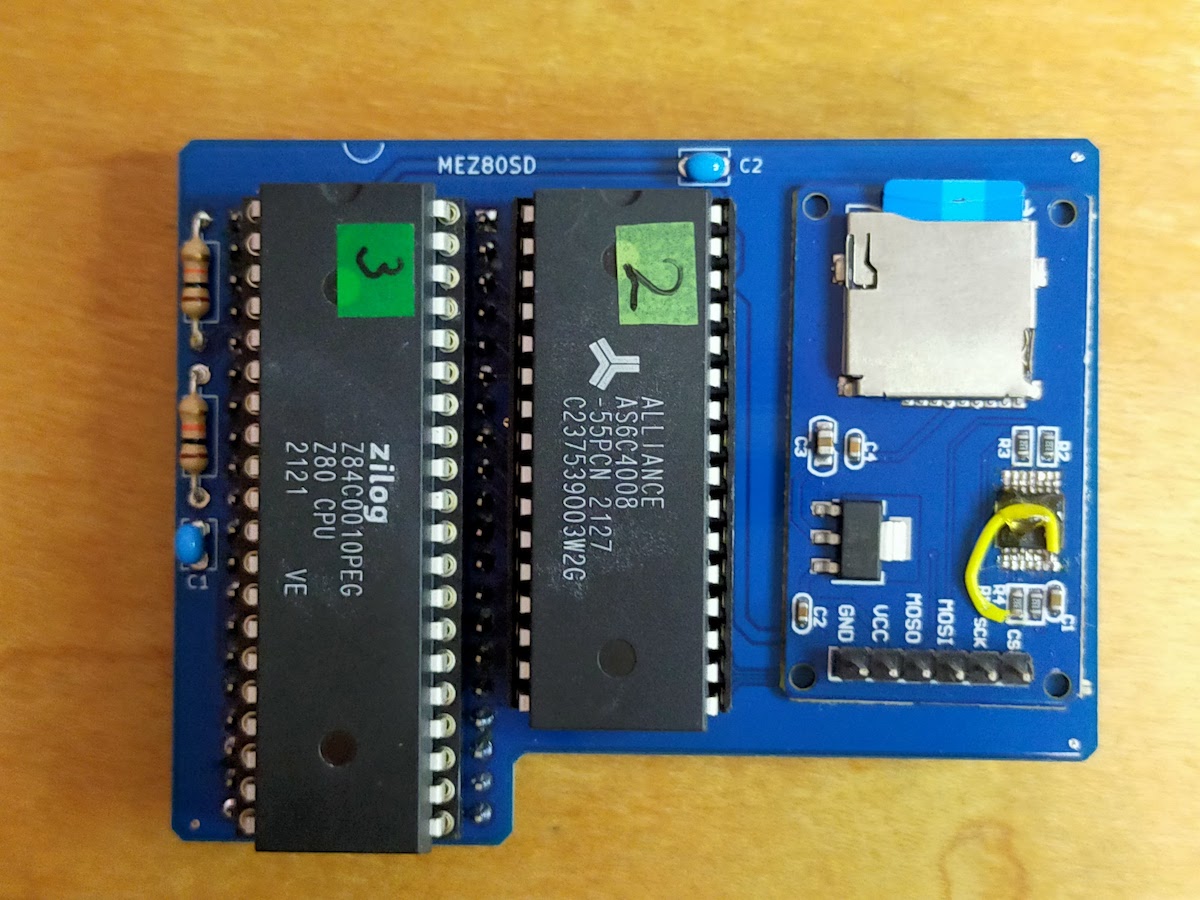 MEZ80SD
C2
3
2
zilog
Z84C0010PEG
Z80 CPU
2121 VE
ALLIANCE
AS6C4008
-55PCN 2127
C237539003W2G
C1
C3
C4
R3
R2
R4
C1
C2
GND
VCC
MOSO
MOSI
SCK
CS